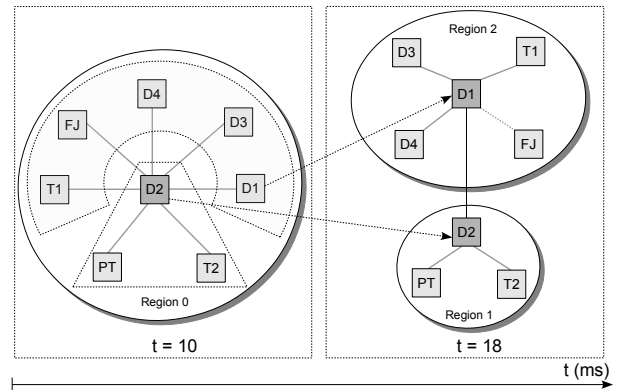 D4
FJ
D3
T1
D2
D1
PT
T2
Region 0
t = 10
Region 2
D3
T1
D1
D4
FJ
D2
PT
T2
Region 1
t = 18
t (ms)